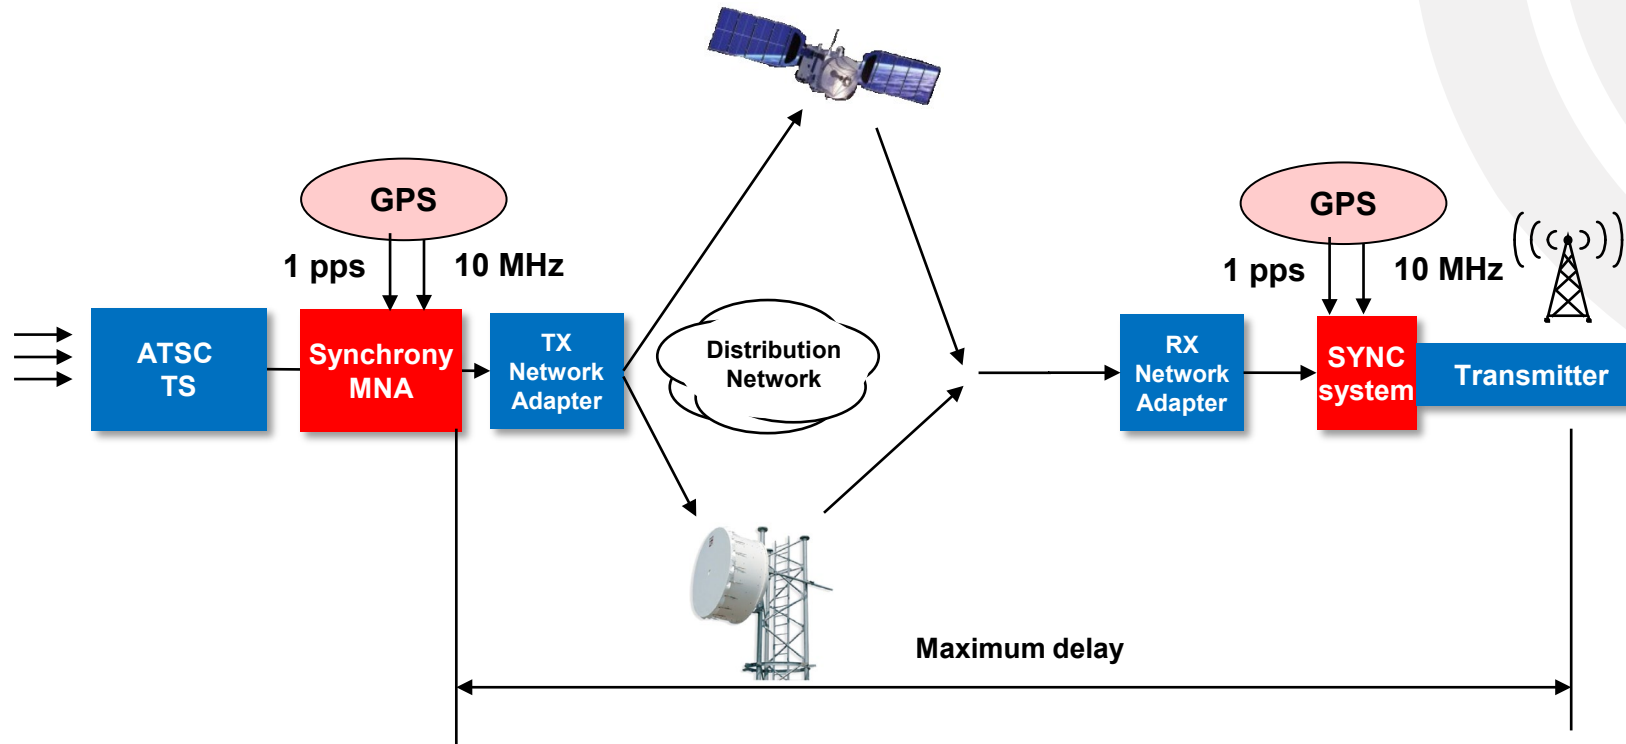 GPS
1 pps
10 MHz
ATSC
TS
Synchrony
MNA
TX
Network
Adapter
Distribution
Network
RX
Network
Adapter
GPS
1 pps
10 MHz
SYNC
system
Transmitter
Maximum delay